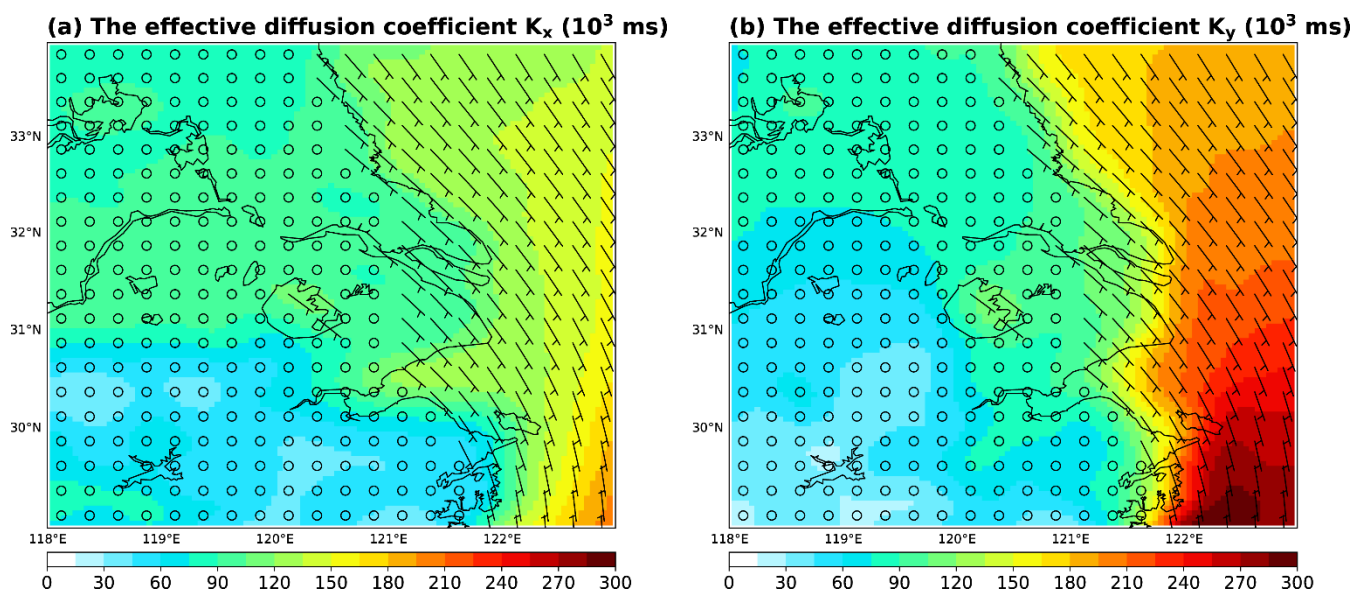 (a) The effective diffusion coefficient Kₓ (10³ ms)
33°N
32°N
31°N
30°N
118°E
119°E
120°E
121°E
122°E
0 30 60 90 120 150 180 210 240 270 300
(b) The effective diffusion coefficient Kᵧ (10³ ms)
33°N
32°N
31°N
30°N
118°E
119°E
120°E
121°E
122°E
0 30 60 90 120 150 180 210 240 270 300